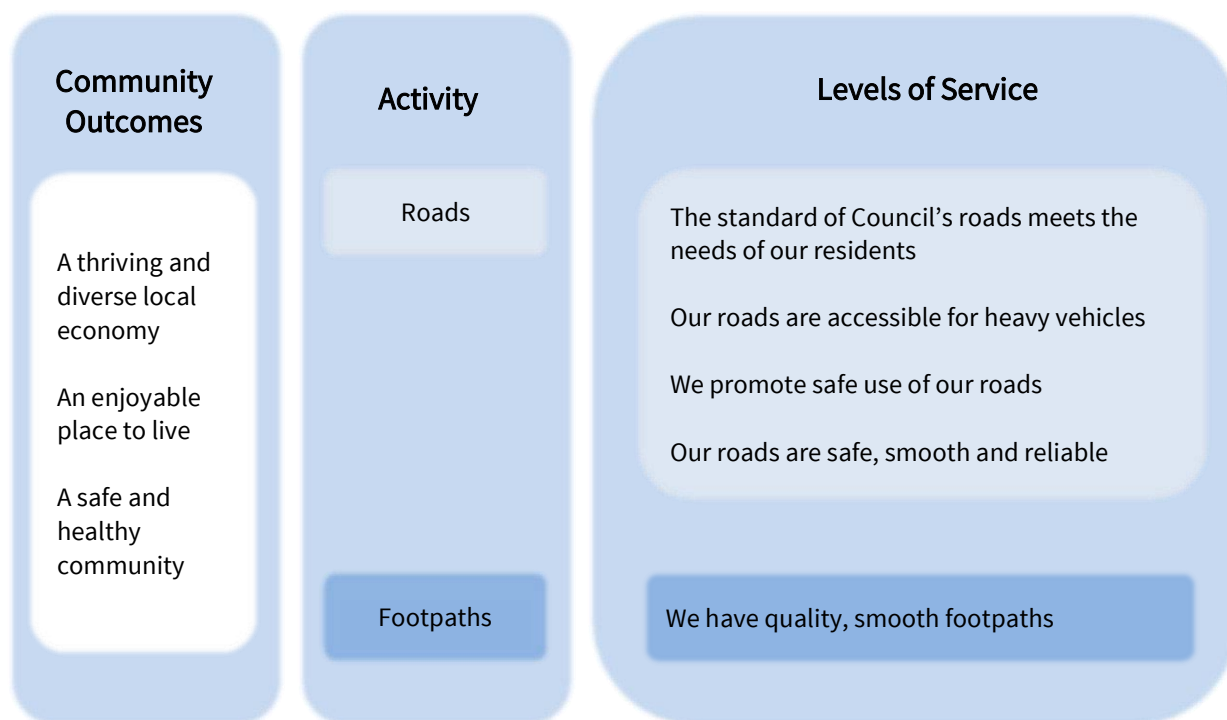 Community
Outcomes
A thriving and
diverse local
economy
An enjoyable
place to live
A safe and
healthy
community
Activity
Roads
Footpaths
Levels of Service
The standard of Council’s roads meets the
needs of our residents
Our roads are accessible for heavy vehicles
We promote safe use of our roads
Our roads are safe, smooth and reliable
We have quality, smooth footpaths